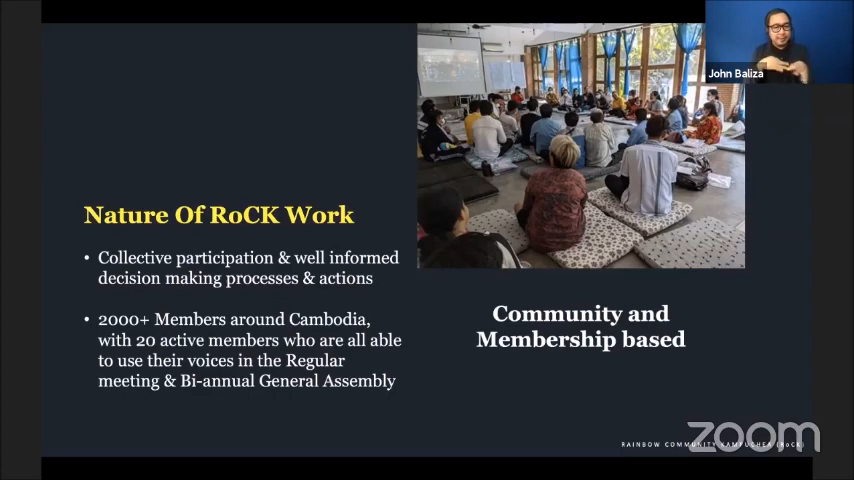 John Baliza
Nature Of RoCK Work
• Collective participation & well informed
decision making processes & actions
• 2000+ Members around Cambodia,
with 20 active members who are all able
to use their voices in the Regular
meeting & Bi-annual General Assembly
Community and
Membership based
RAINBOW COMMUNITY KAMPUCHEA (RoCK)
zoom